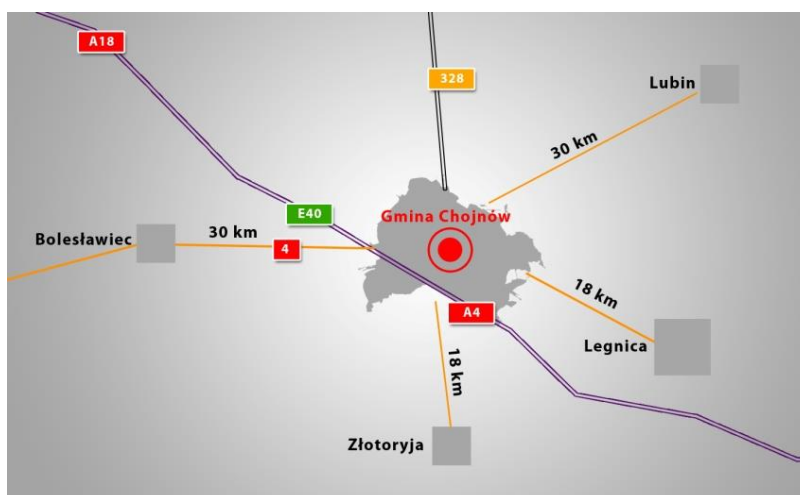 A18
328
Lubin
30 km
Gmina Chojnów
E40
Bolesławiec
30 km
4
18 km
A4
Legnica
18 km
Złotoryja